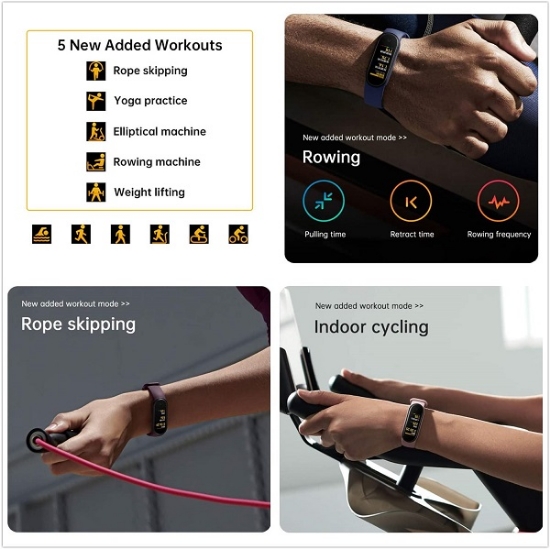 5 New Added Workouts
Rope skipping
Yoga practice
Elliptical machine
Rowing machine
Weight lifting
New added workout mode >>
Rowing
Pulling time
Retract time
Rowing frequency
New added workout mode >>
Rope skipping
New added workout mode >>
Indoor cycling